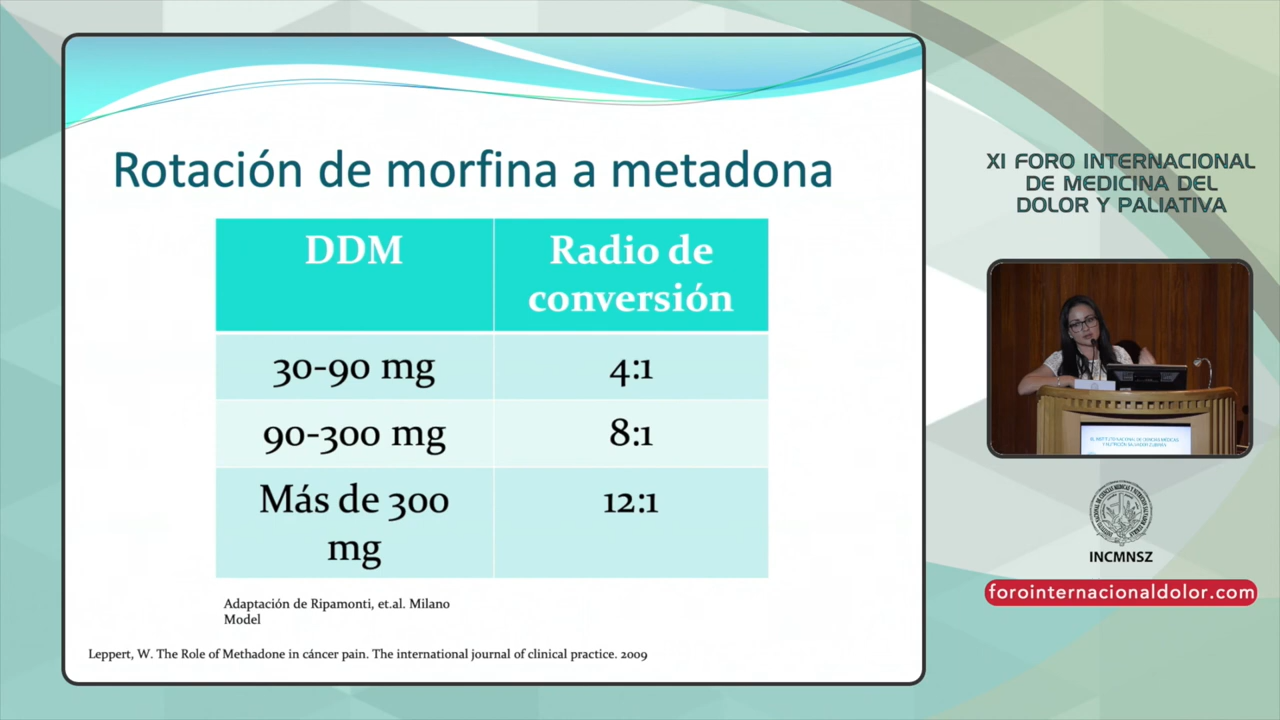 Rotación de morfina a metadona
DDM
Radio de
conversión
30-90 mg
4:1
90-300 mg
8:1
Más de 300
mg
12:1
Adaptación de Ripamonti, et.al. Milano
Model
Leppert, W. The Role of Methadone in cáncer pain. The international journal of clinical practice. 2009
XI FORO INTERNACIONAL
DE MEDICINA DEL
DOLOR Y PALIATIVA
INCMNSZ
forointernacionaldolor.com